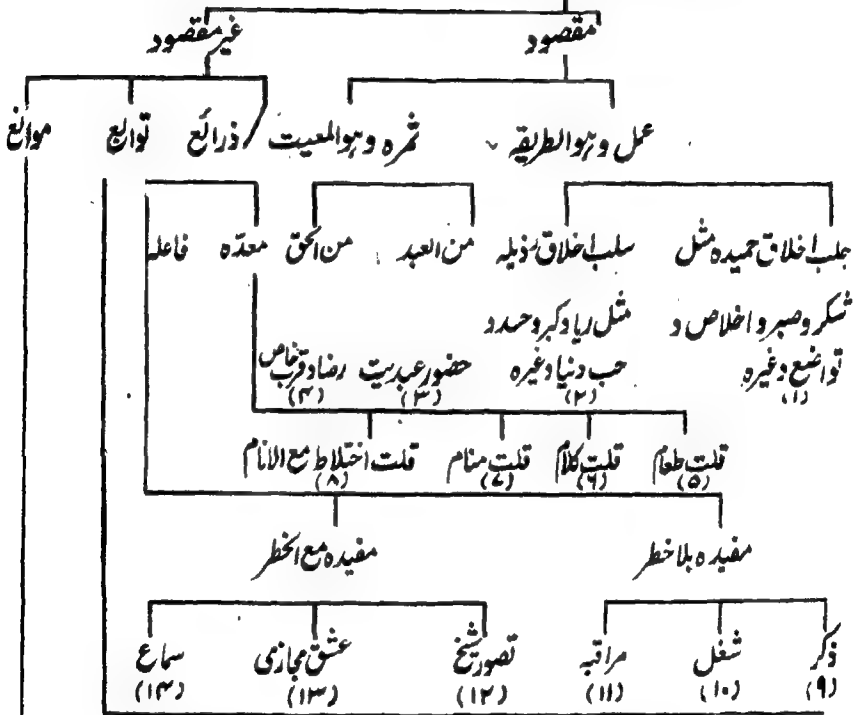 مقصود غیر مقصود
عمل وہو الطریقہ ثمرہ وہو المعیت ذرائع توابع موانع
جلب اخلاق حمیدہ مثل سلب اخلاق رذیلہ من العبد من الحق معدّہ فاعلہ
شکر و صبر و اخلاص و مثل ریا و کبر و حسد و
تواضع وغیرہ حب دنیا وغیرہ حضور عبدیت رضا و قرب خاص
(۱) (۲) (۳) (۴)
قلت طعام قلت کلام قلت منام قلت اختلاط مع الانام
(۵) (۶) (۷) (۸)
مفیدہ بلا خطر مفیدہ مع الخطر
ذکر شغل مراقبہ تصور شیخ عشق مجازی سماع
(۹) (۱۰) (۱۱) (۱۲) (۱۳) (۱۴)